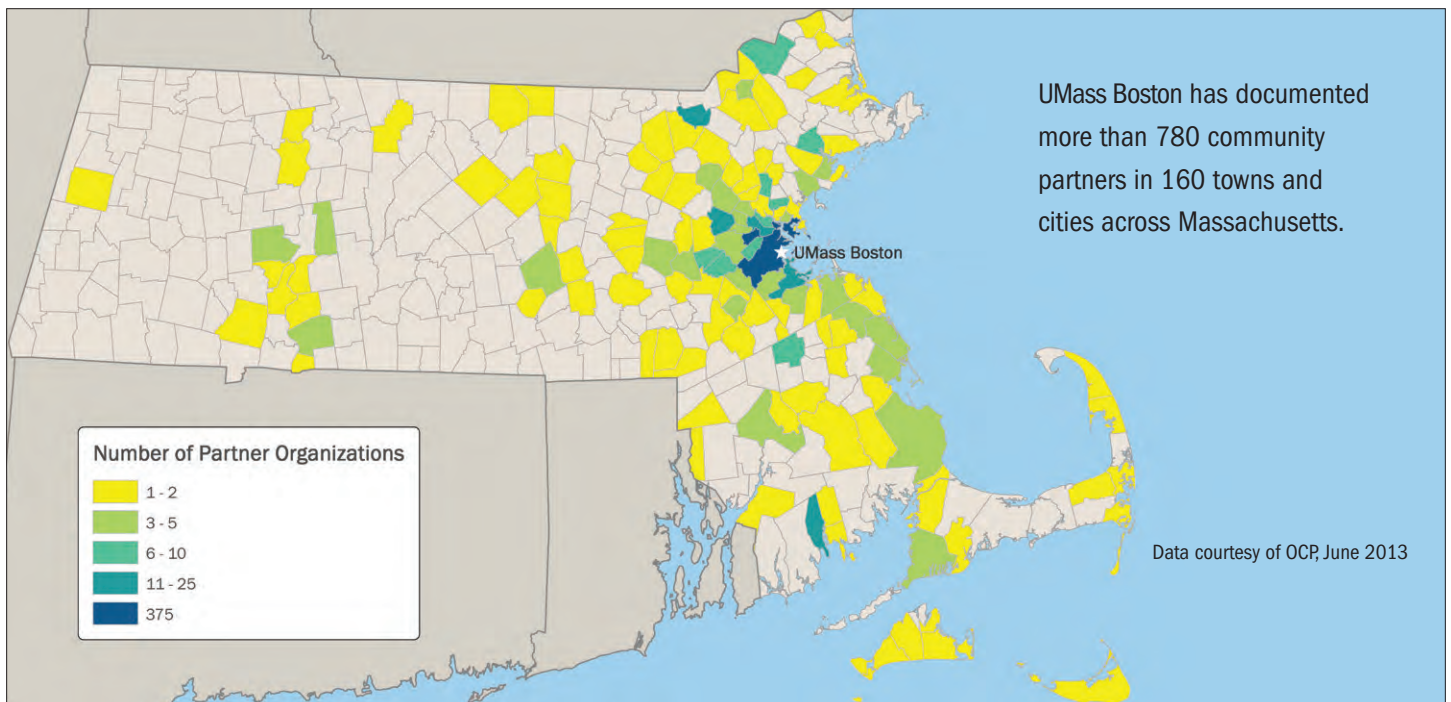 UMass Boston has documented
more than 780 community
partners in 160 towns and
cities across Massachusetts.
UMass Boston
Number of Partner Organizations
1 - 2
3 - 5
6 - 10
11 - 25
375
Data courtesy of OCP, June 2013